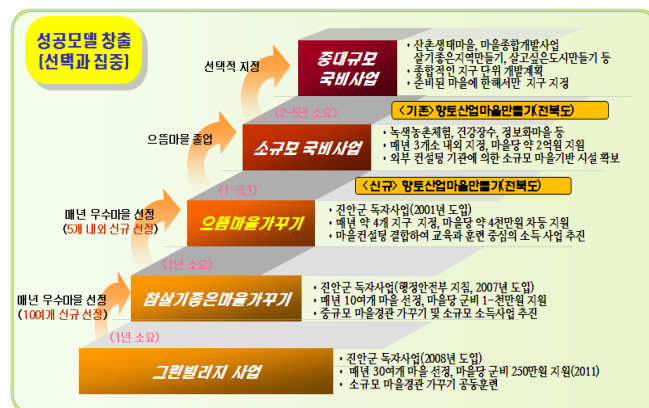 성공모델 창출
(선택과 집중)
선택적 지정
중대규모
국비사업
• 산촌생태마을, 마을종합개발사업
살기좋은지역만들기, 살고싶은도시만들기 등
• 종합적인 지구 단위 개발계획
• 준비된 마을에 한해서만 지구 지정
(2-5년 소요)
<기존> 향토산업마을만들기(전북도)
으뜸마을 졸업
소규모 국비사업
• 녹색농촌체험, 건강장수, 정보화마을 등
• 매년 3개소 내외 지정, 마을당 약 2억원 지원
• 외부 컨설팅 기관에 의한 소규모 마을기반 시설 확보
(1-3년)
<신규> 향토산업마을만들기(전북도)
매년 우수마을 선정
(5개 내외 신규 선정)
으뜸마을가꾸기
• 진안군 독자사업(2001년 도입)
• 매년 약 4개 지구 지정, 마을당 약 4천만원 차등 지원
• 마을컨설팅 결합하여 교육과 훈련 중심의 소득 사업 추진
(1년 소요)
매년 우수마을 선정
(10여개 신규 선정)
참살기좋은마을가꾸기
• 진안군 독자사업(행정안전부 지침, 2007년 도입)
• 매년 10여개 마을 선정, 마을당 군비 1-천만원 지원
• 중규모 마을경관 가꾸기 및 소규모 소득사업 추진
(1년 소요)
그린빌리지 사업
• 진안군 독자사업(2008년 도입)
• 매년 30여개 마을 선정, 마을당 군비 250만원 지원(2011)
• 소규모 마을경관 가꾸기 공동훈련